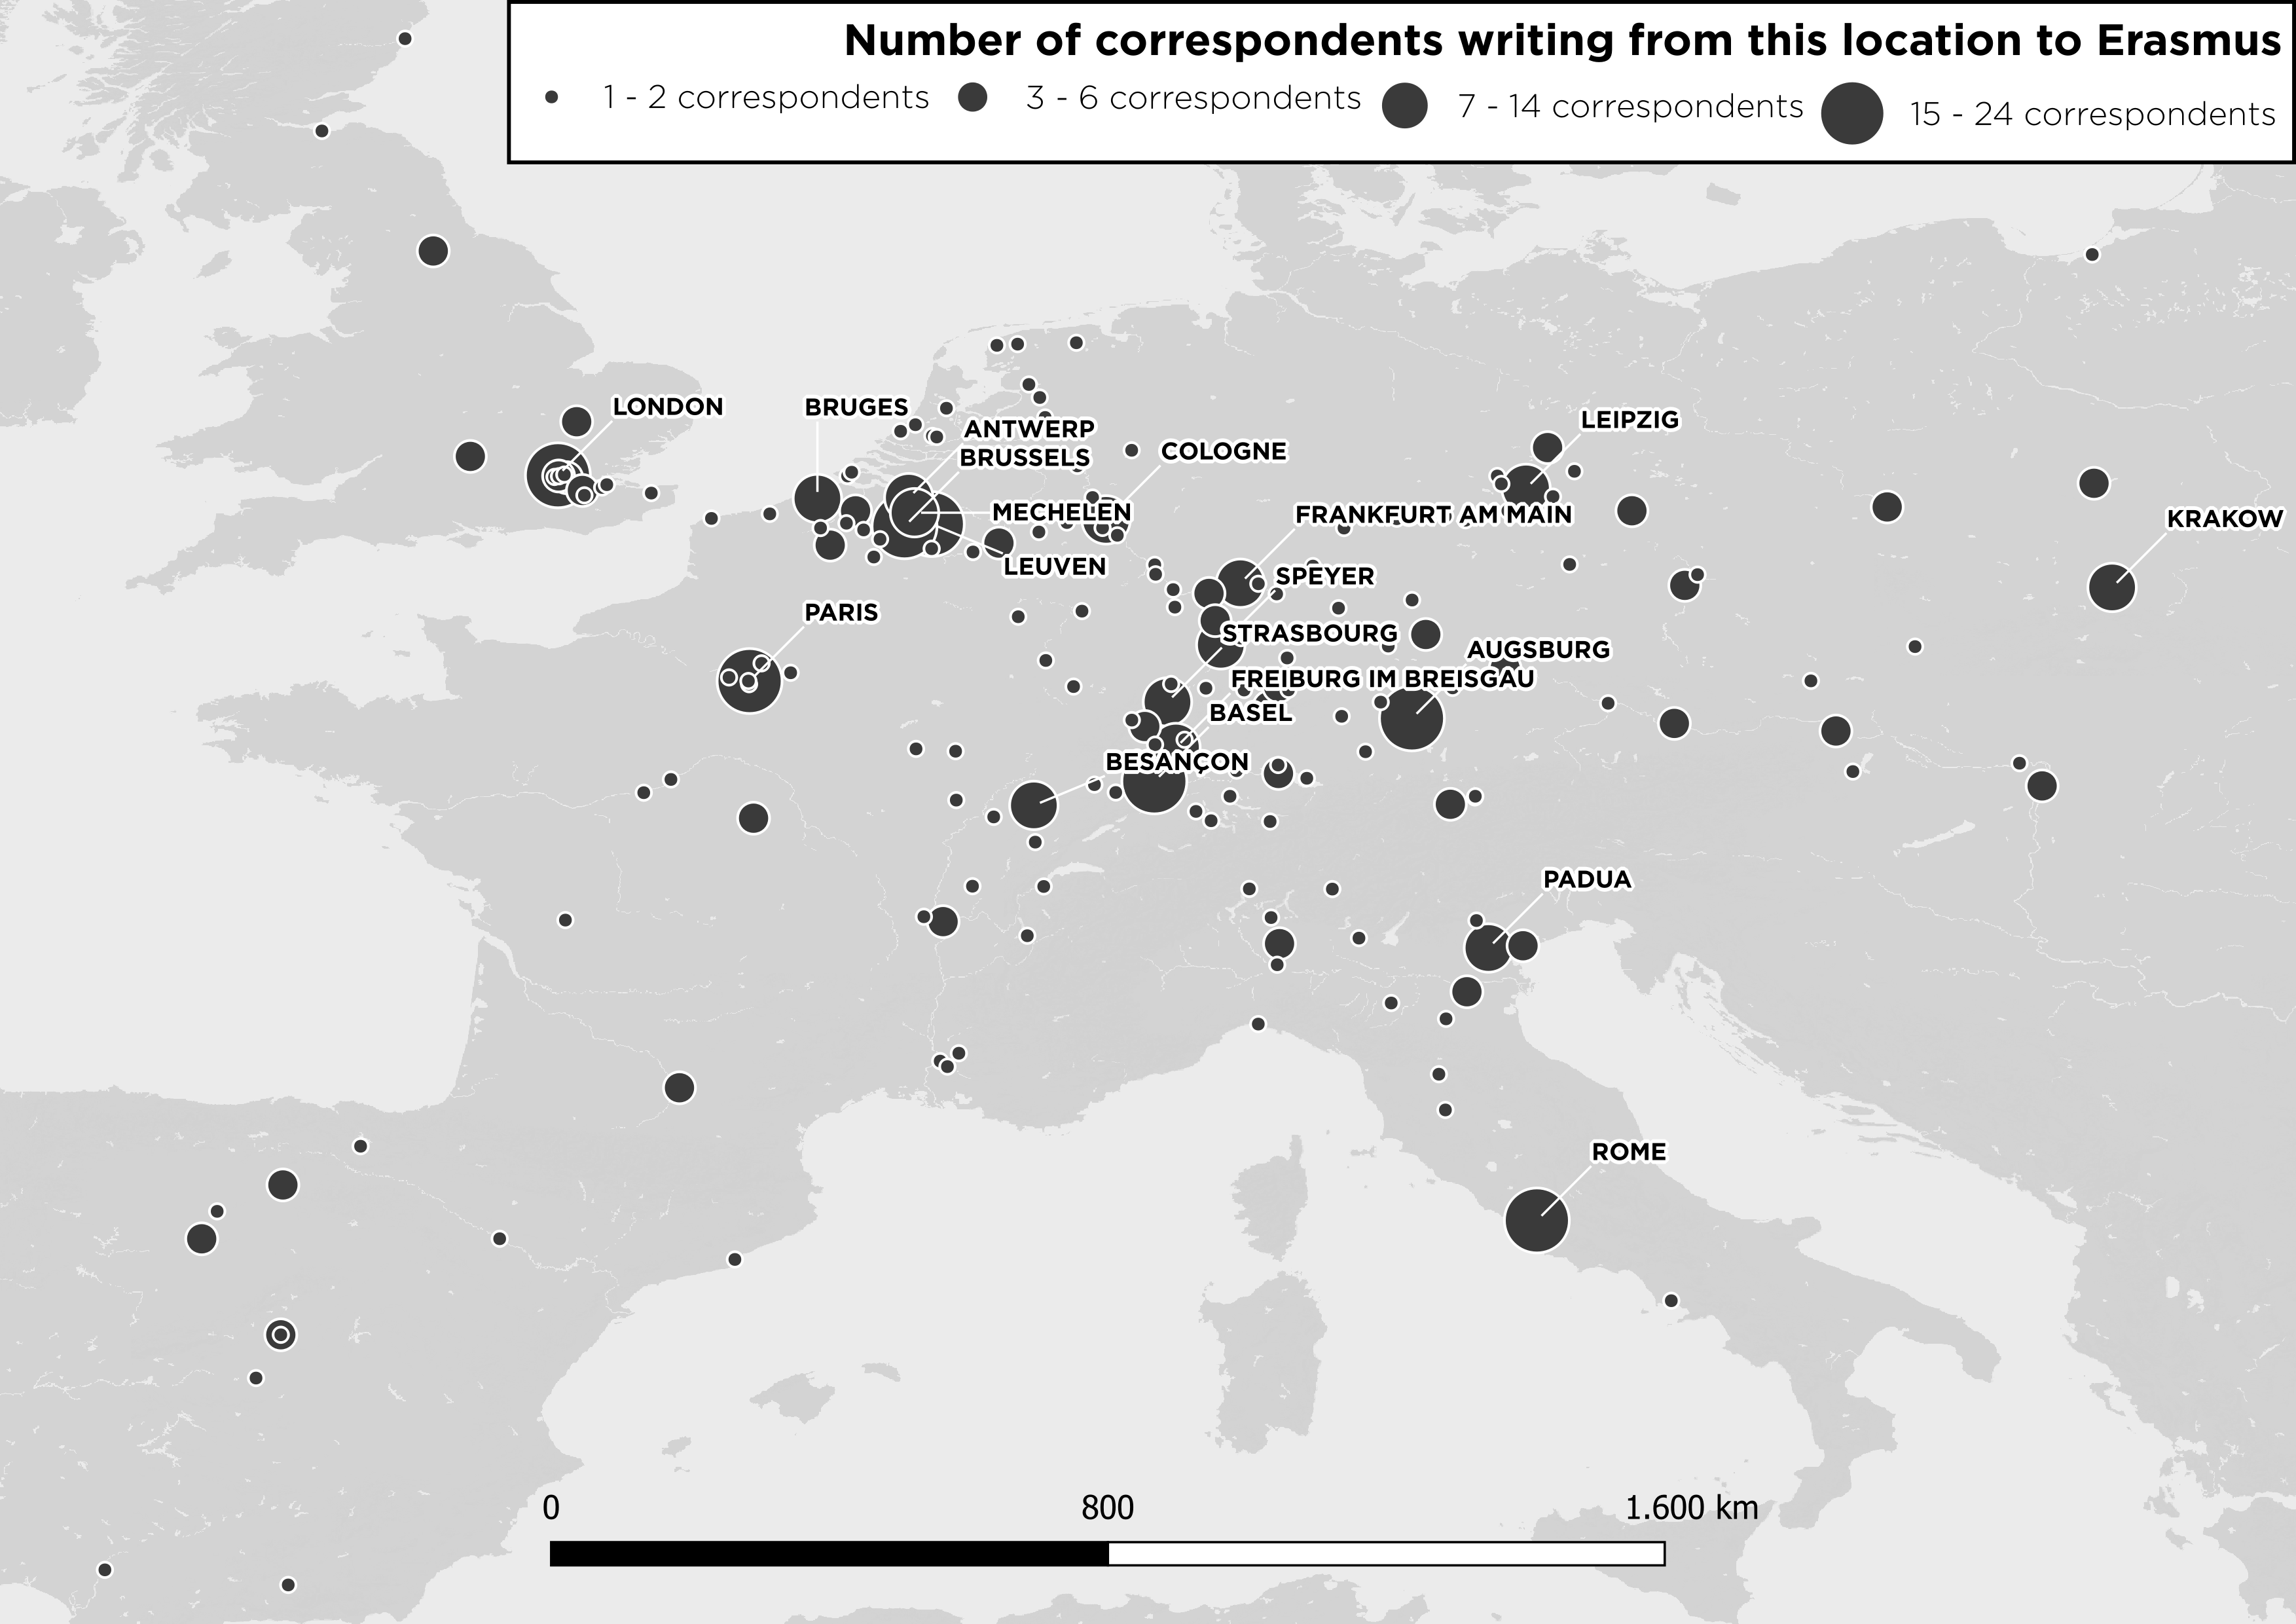 Number of correspondents writing from this location to Erasmus
1 - 2 correspondents
3 - 6 correspondents
7 - 14 correspondents
15 - 24 correspondents
LONDON
BRUGES
ANTWERP
BRUSSELS
COLOGNE
LEIPZIG
MECHELEN
FRANKFURT AM MAIN
KRAKOW
LEUVEN
SPEYER
PARIS
STRASBOURG
AUGSBURG
FREIBURG IM BREISGAU
BASEL
BESANÇON
PADUA
ROME
0 800 1.600 km